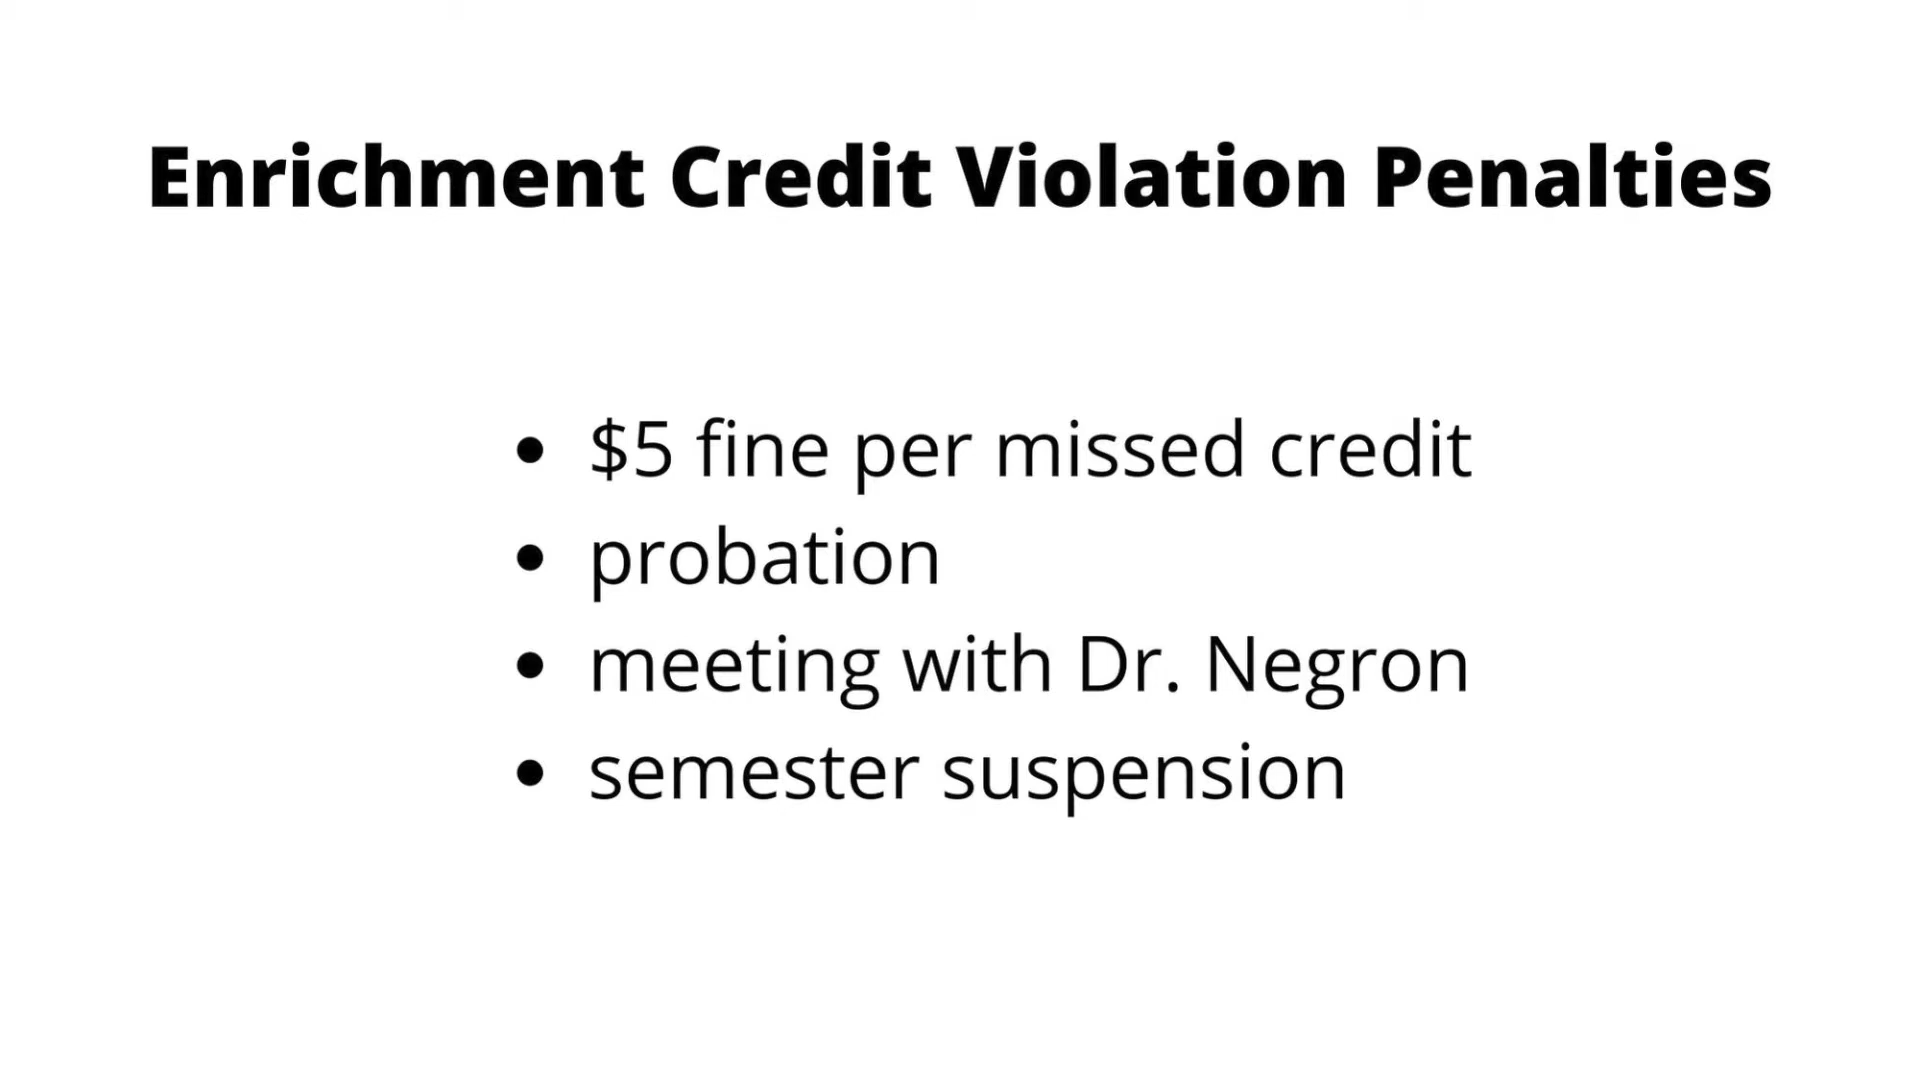 Enrichment Credit Violation Penalties
• $5 fine per missed credit
• probation
• meeting with Dr. Negron
• semester suspension